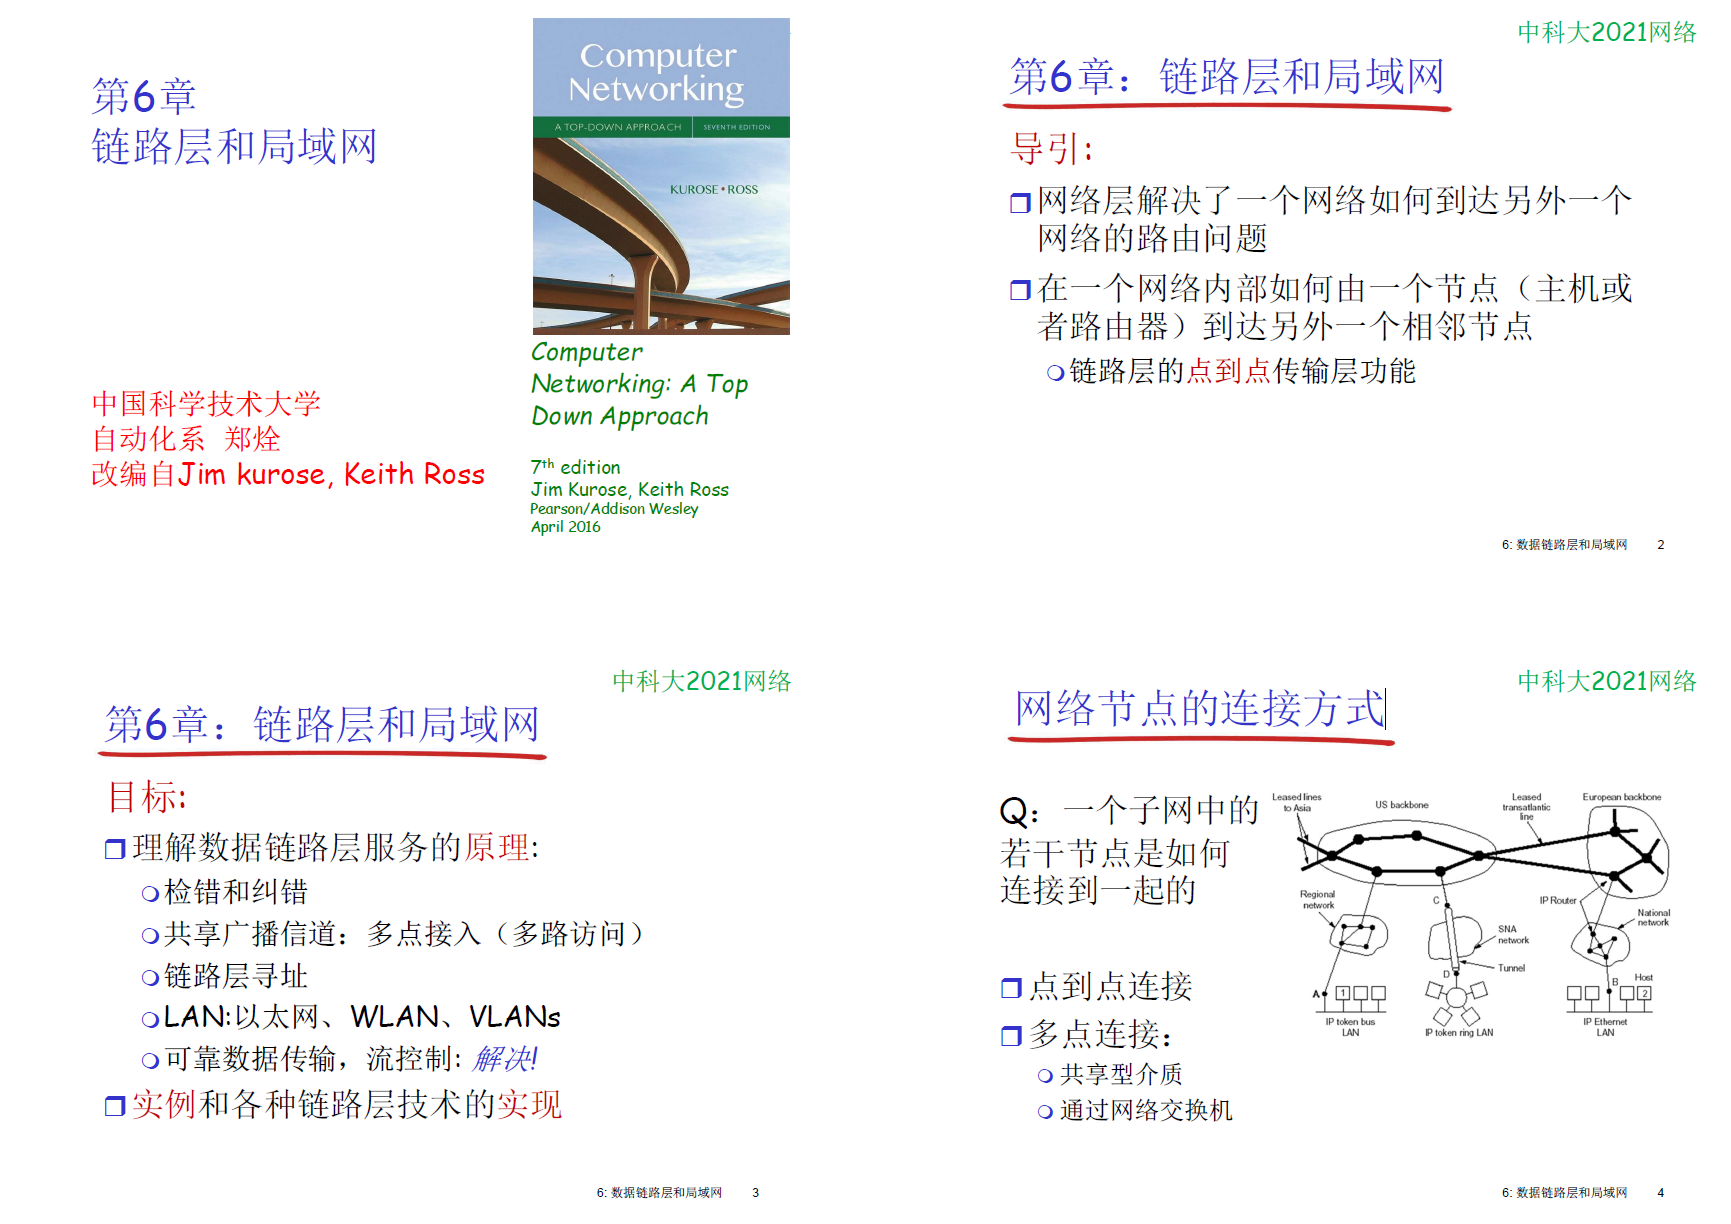 第6章
链路层和局域网
中国科学技术大学
自动化系 郑烇
改编自Jim kurose, Keith Ross
Computer
Networking
A TOP-DOWN APPROACH
SEVENTH EDITION
KUROSE • ROSS
Computer
Networking: A Top
Down Approach
7th edition
Jim Kurose, Keith Ross
Pearson/Addison Wesley
April 2016
中科大2021网络
第6章：链路层和局域网
导引:
网络层解决了一个网络如何到达另外一个
网络的路由问题
在一个网络内部如何由一个节点（主机或
者路由器）到达另外一个相邻节点
链路层的点到点传输层功能
6: 数据链路层和局域网 2
中科大2021网络
第6章：链路层和局域网
目标:
理解数据链路层服务的原理:
检错和纠错
共享广播信道：多点接入（多路访问）
链路层寻址
LAN:以太网、WLAN、VLANs
可靠数据传输，流控制: 解决!
实例和各种链路层技术的实现
6: 数据链路层和局域网 3
中科大2021网络
网络节点的连接方式
Q：一个子网中的
若干节点是如何
连接到一起的
点到点连接
多点连接：
共享型介质
通过网络交换机
Leased lines
to Asia
US backbone
Leased
transatlantic
line
European backbone
Regional
network
C
SNA
network
Tunnel
D
IP Router
National
network
A
1
B
Host
2
IP token bus
LAN
IP token ring LAN
IP Ethernet
LAN
6: 数据链路层和局域网 4